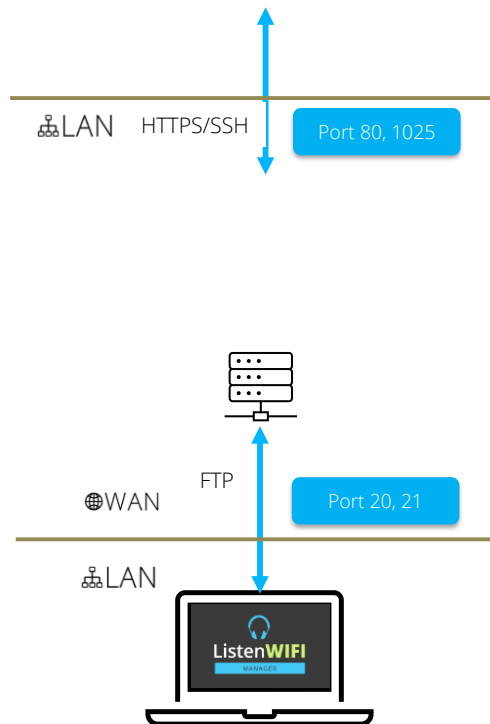 LAN
HTTPS/SSH
Port 80, 1025
FTP
WAN
Port 20, 21
LAN
ListenWIFI
MANAGER